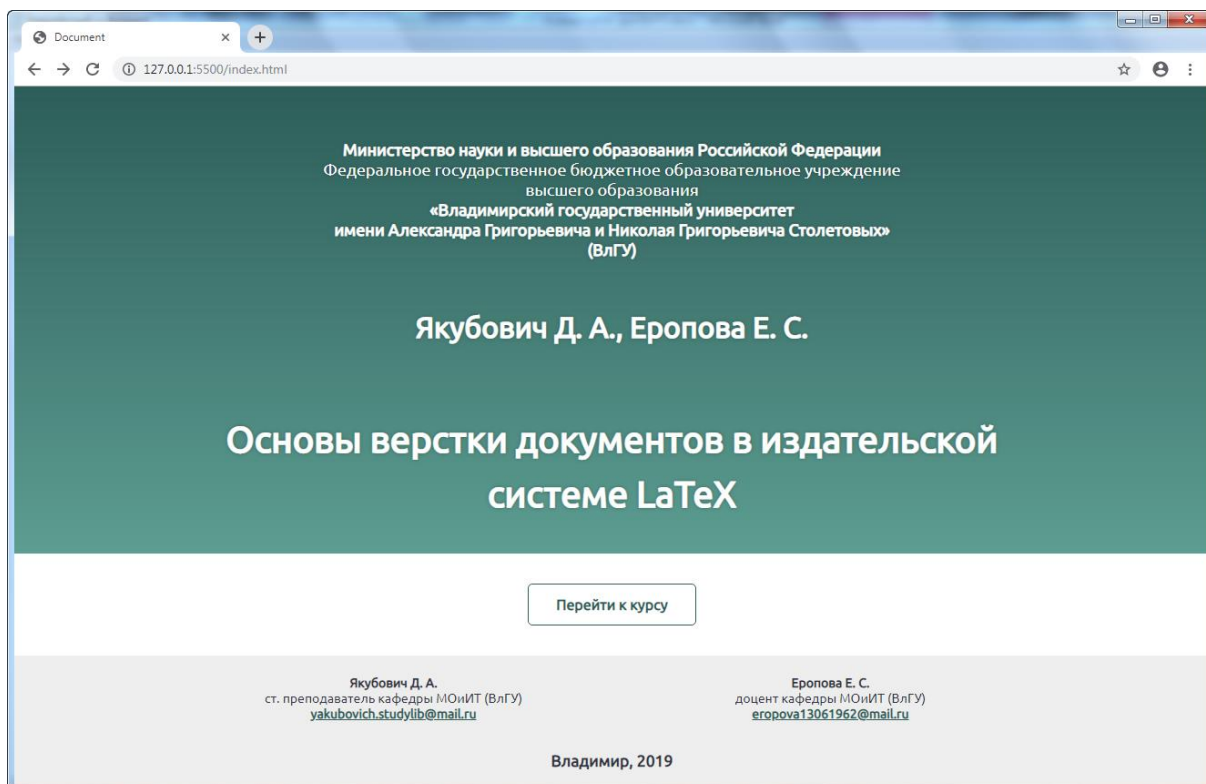 Document
127.0.0.1:5500/index.html
Министерство науки и высшего образования Российской Федерации
Федеральное государственное бюджетное образовательное учреждение
высшего образования
«Владимирский государственный университет
имени Александра Григорьевича и Николая Григорьевича Столетовых»
(ВлГУ)
Якубович Д. А., Еропова Е. С.
Основы верстки документов в издательской
системе LaTeX
Перейти к курсу
Якубович Д. А.
ст. преподаватель кафедры МОиИТ (ВлГУ)
yakubovich.studylib@mail.ru
Еропова Е. С.
доцент кафедры МОиИТ (ВлГУ)
eropova13061962@mail.ru
Владимир, 2019